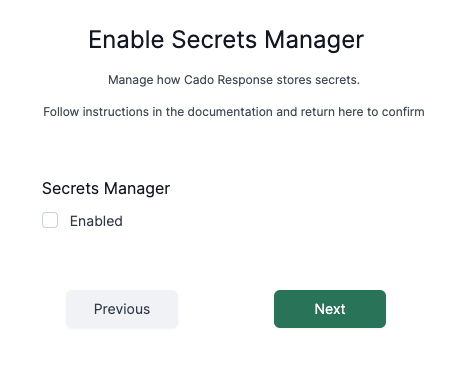 Enable Secrets Manager
Manage how Cado Response stores secrets.
Follow instructions in the documentation and return here to confirm
Secrets Manager
Enabled
Previous
Next